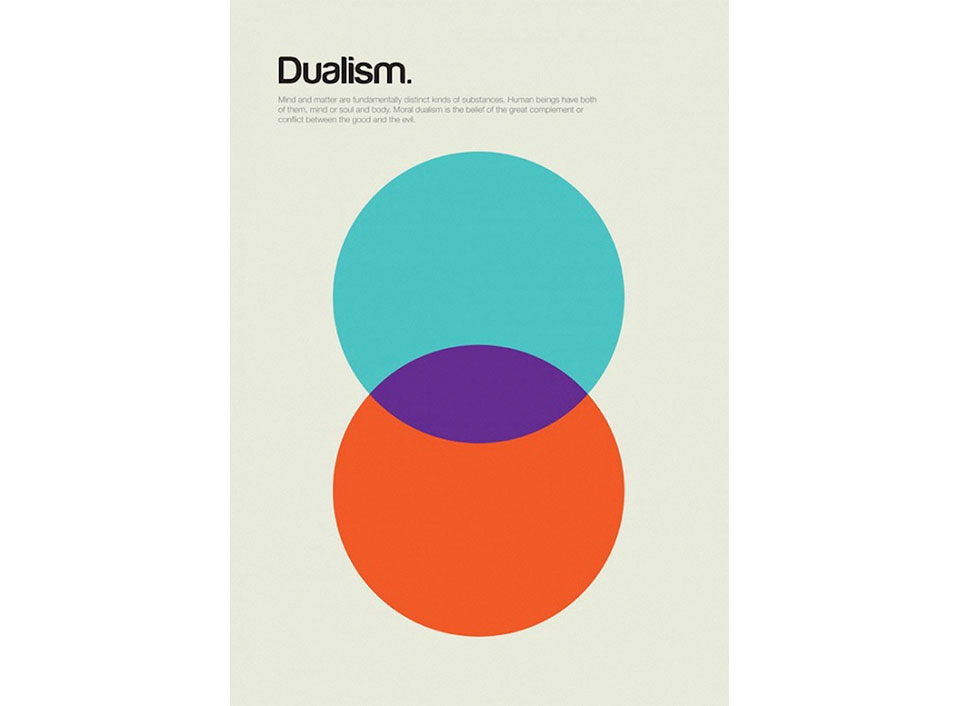 Dualism.
Mind and matter are fundamentally distinct kinds of substances. Human beings have both
of them, mind or soul and body. Moral dualism is the belief of the great complement or
conflict between the good and the evil.